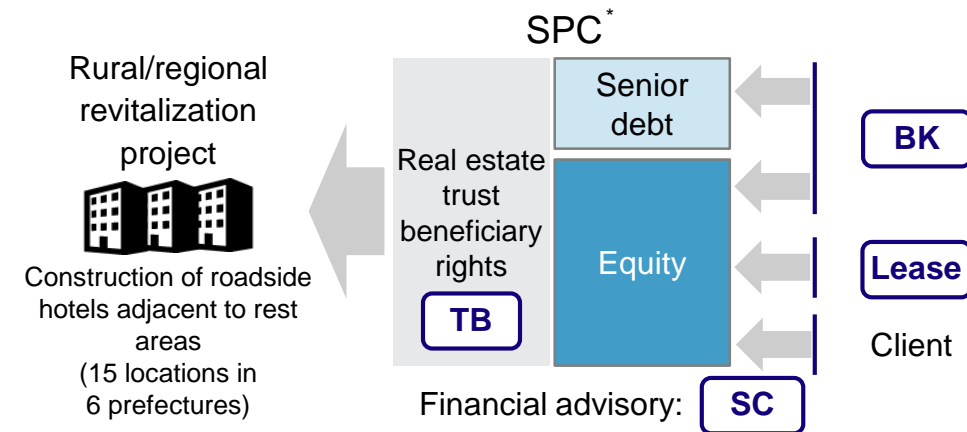 SPC*
Rural/regional
revitalization
project
Construction of roadside
hotels adjacent to rest
areas
(15 locations in
6 prefectures)
Real estate
trust
beneficiary
rights
TB
Senior
debt
Equity
BK
Lease
Client
Financial advisory: SC